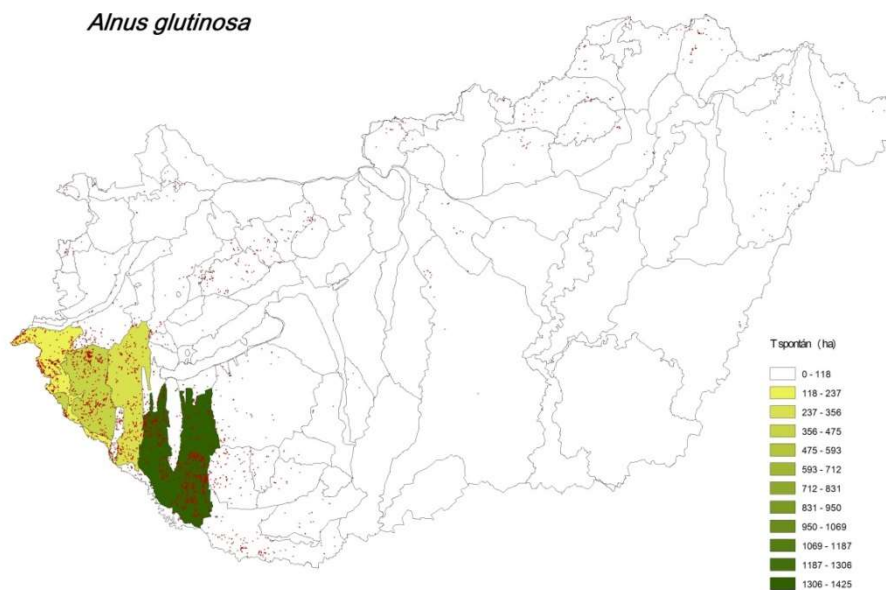 Alnus glutinosa
T spontán (ha)
0 - 118
118 - 237
237 - 356
356 - 475
475 - 593
593 - 712
712 - 831
831 - 950
950 - 1069
1069 - 1187
1187 - 1306
1306 - 1425